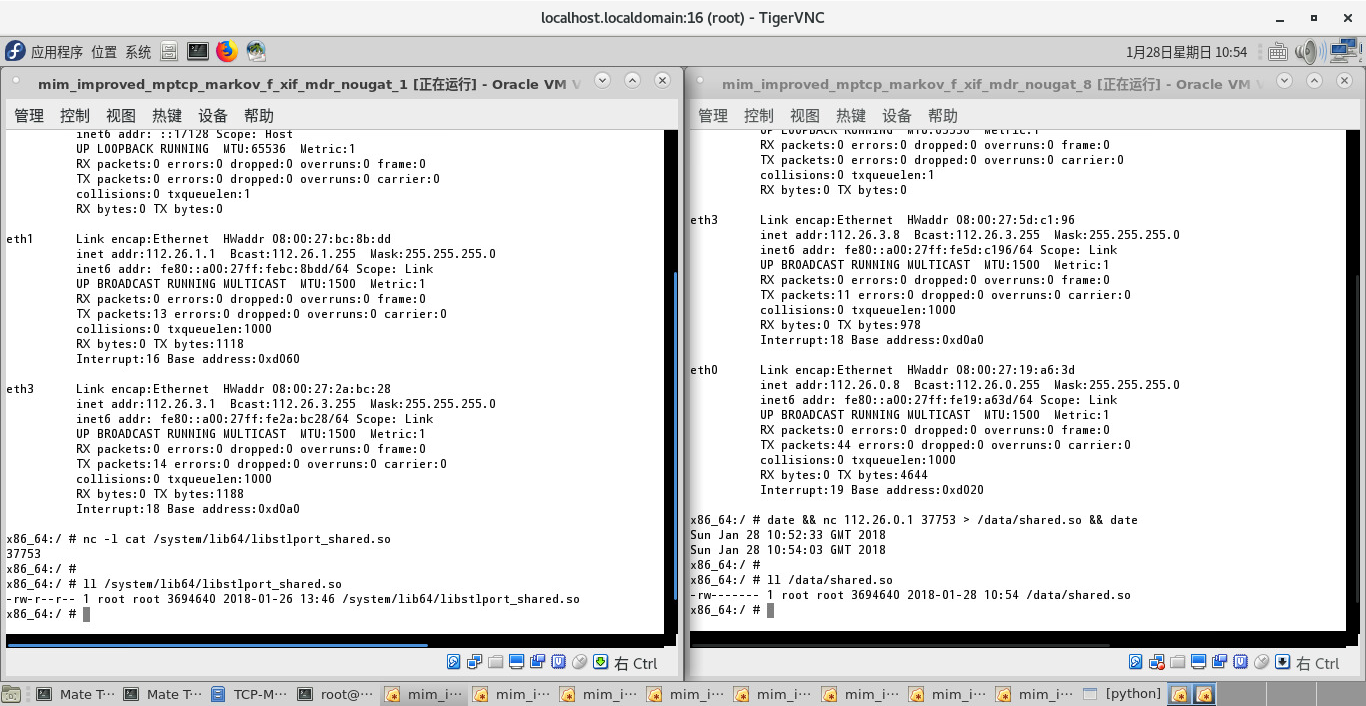 localhost.localdomain:16 (root) - TigerVNC
应用程序 位置 系统
1月28日星期日 10:54
mim_improved_mptcp_markov_f_xif_mdr_nougat_1 [正在运行] - Oracle VM V
管理 控制 视图 热键 设备 帮助
inet6 addr: ::1/128 Scope: Host
UP LOOPBACK RUNNING  MTU:65536  Metric:1
RX packets:0 errors:0 dropped:0 overruns:0 frame:0
TX packets:0 errors:0 dropped:0 overruns:0 carrier:0
collisions:0 txqueuelen:1
RX bytes:0 TX bytes:0
eth1      Link encap:Ethernet  HWaddr 08:00:27:bc:8b:dd
inet addr:112.26.1.1  Bcast:112.26.1.255  Mask:255.255.255.0
inet6 addr: fe80::a00:27ff:febc:8bdd/64 Scope: Link
UP BROADCAST RUNNING MULTICAST  MTU:1500  Metric:1
RX packets:0 errors:0 dropped:0 overruns:0 frame:0
TX packets:13 errors:0 dropped:0 overruns:0 carrier:0
collisions:0 txqueuelen:1000
RX bytes:0 TX bytes:1118
Interrupt:16 Base address:0xd060
eth3      Link encap:Ethernet  HWaddr 08:00:27:2a:bc:28
inet addr:112.26.3.1  Bcast:112.26.3.255  Mask:255.255.255.0
inet6 addr: fe80::a00:27ff:fe2a:bc28/64 Scope: Link
UP BROADCAST RUNNING MULTICAST  MTU:1500  Metric:1
RX packets:0 errors:0 dropped:0 overruns:0 frame:0
TX packets:14 errors:0 dropped:0 overruns:0 carrier:0
collisions:0 txqueuelen:1000
RX bytes:0 TX bytes:1188
Interrupt:18 Base address:0xd0a0
x86_64:/ # nc -l cat /system/lib64/libstlport_shared.so
37753
x86_64:/ #
x86_64:/ # ll /system/lib64/libstlport_shared.so
-rw-r--r-- 1 root root 3694640 2018-01-26 13:46 /system/lib64/libstlport_shared.so
x86_64:/ #
右 Ctrl
mim_improved_mptcp_markov_f_xif_mdr_nougat_8 [正在运行] - Oracle VM V
管理 控制 视图 热键 设备 帮助
UP LOOPBACK RUNNING  MTU:65536  Metric:1
RX packets:0 errors:0 dropped:0 overruns:0 frame:0
TX packets:0 errors:0 dropped:0 overruns:0 carrier:0
collisions:0 txqueuelen:1
RX bytes:0 TX bytes:0
eth3      Link encap:Ethernet  HWaddr 08:00:27:5d:c1:96
inet addr:112.26.3.8  Bcast:112.26.3.255  Mask:255.255.255.0
inet6 addr: fe80::a00:27ff:fe5d:c196/64 Scope: Link
UP BROADCAST RUNNING MULTICAST  MTU:1500  Metric:1
RX packets:0 errors:0 dropped:0 overruns:0 frame:0
TX packets:11 errors:0 dropped:0 overruns:0 carrier:0
collisions:0 txqueuelen:1000
RX bytes:0 TX bytes:978
Interrupt:18 Base address:0xd0a0
eth0      Link encap:Ethernet  HWaddr 08:00:27:19:a6:3d
inet addr:112.26.0.8  Bcast:112.26.0.255  Mask:255.255.255.0
inet6 addr: fe80::a00:27ff:fe19:a63d/64 Scope: Link
UP BROADCAST RUNNING MULTICAST  MTU:1500  Metric:1
RX packets:0 errors:0 dropped:0 overruns:0 frame:0
TX packets:44 errors:0 dropped:0 overruns:0 carrier:0
collisions:0 txqueuelen:1000
RX bytes:0 TX bytes:4644
Interrupt:19 Base address:0xd020
x86_64:/ # date && nc 112.26.0.1 37753 > /data/shared.so && date
Sun Jan 28 10:52:33 GMT 2018
Sun Jan 28 10:54:03 GMT 2018
x86_64:/ #
x86_64:/ # ll /data/shared.so
-rw------- 1 root root 3694640 2018-01-28 10:54 /data/shared.so
x86_64:/ #
右 Ctrl
Mate T… Mate T… TCP-M… root@… mim_i… mim_i… mim_i… mim_i… mim_i… mim_i… mim_i… mim_i… [python]